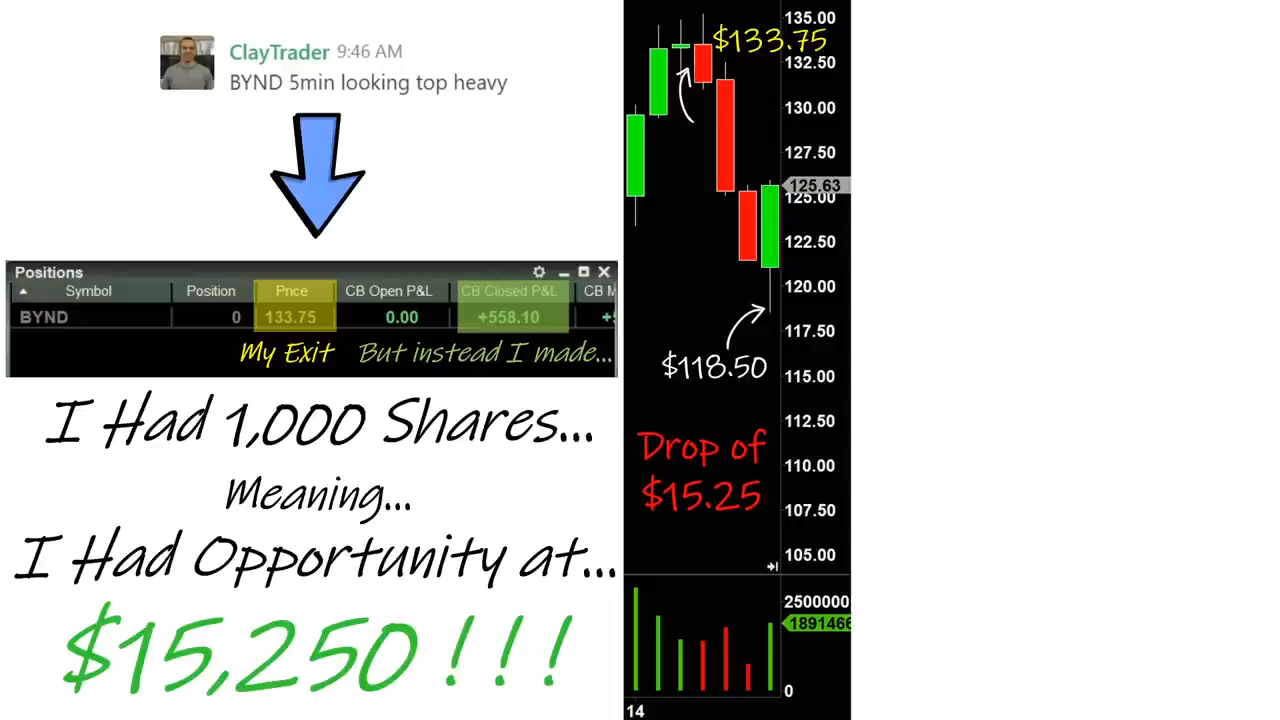 ClayTrader 9:46 AM
BYND 5min looking top heavy
Positions
Symbol Position Price CB Open P&L CB Closed P&L CB M
BYND 0 133.75 0.00 +558.10
My Exit But instead I made...
I Had 1,000 Shares...
Meaning...
I Had Opportunity at...
$15,250 ! ! !
$133.75
$118.50
Drop of
$15.25
135.00
132.50
130.00
127.50
125.63
125.00
122.50
120.00
117.50
115.00
112.50
110.00
107.50
105.00
2500000
1891466
0
14